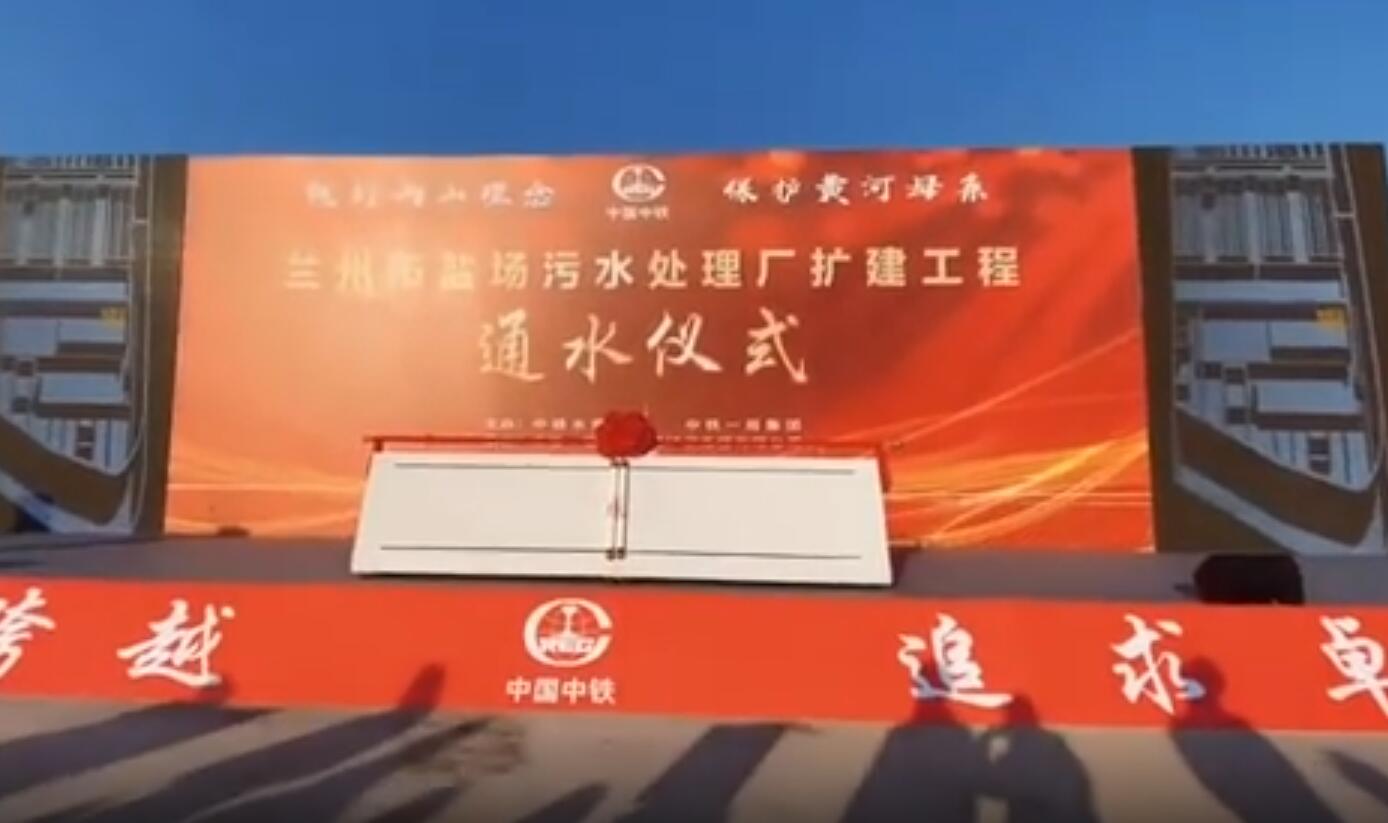 践行两山理念 中国中铁 保护黄河母亲
兰州市盐场污水处理厂扩建工程
通水仪式
中铁一局集团
跨越 CREC 追求卓
中国中铁